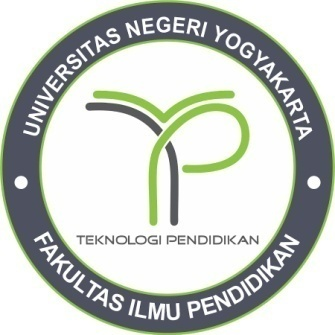 UNIVERSITAS NEGERI YOGYAKARTA
TEKNOLOGI PENDIDIKAN
FAKULTAS ILMU PENDIDIKAN